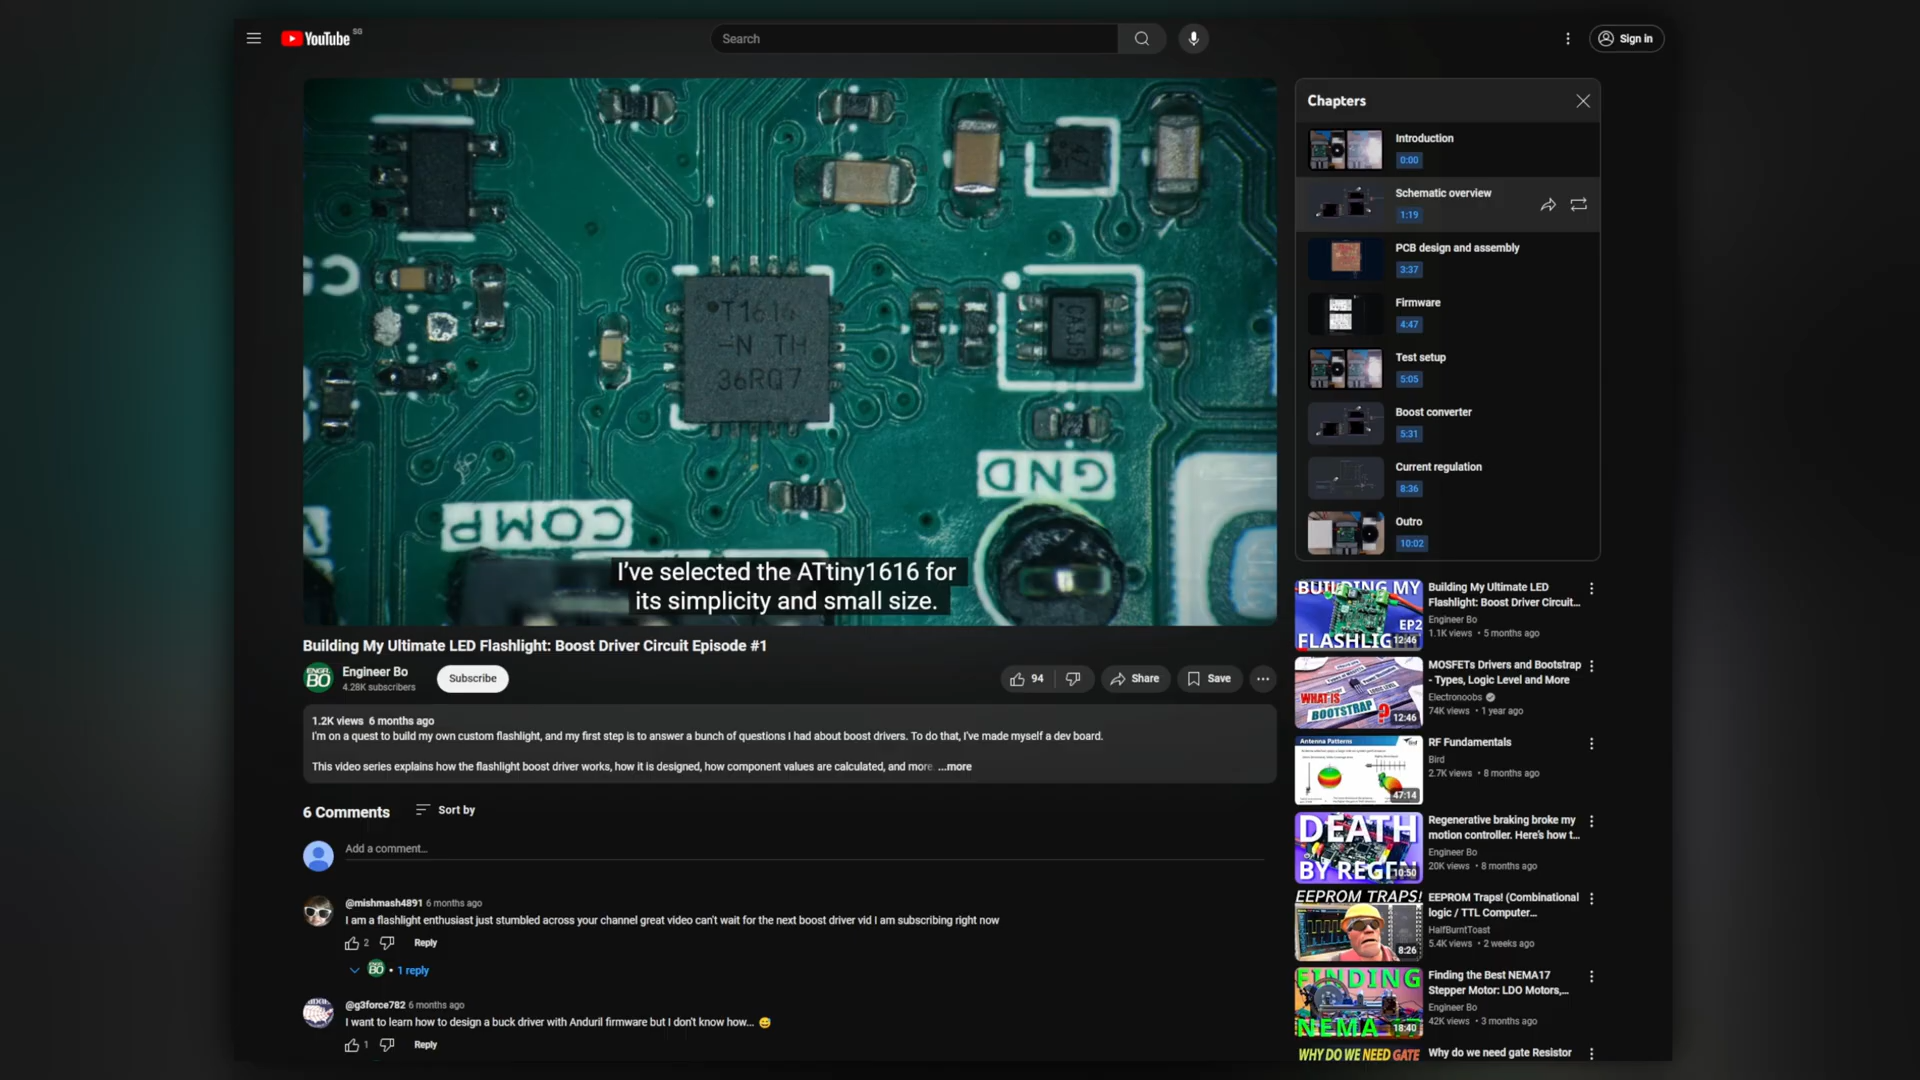 YouTube SG
Search
Sign in
T1616
-N TH
36RQ7
CA3J5
GND
COMP
I've selected the ATtiny1616 for
its simplicity and small size.
Building My Ultimate LED Flashlight: Boost Driver Circuit Episode #1
Engineer Bo
4.28K subscribers
Subscribe
94
Share
Save
1.2K views 6 months ago
I'm on a quest to build my own custom flashlight, and my first step is to answer a bunch of questions I had about boost drivers. To do that, I've made myself a dev board.
This video series explains how the flashlight boost driver works, how it is designed, how component values are calculated, and more. ...more
6 Comments
Sort by
Add a comment...
@mishmash4891 6 months ago
I am a flashlight enthusiast just stumbled across your channel great video can't wait for the next boost driver vid I am subscribing right now
2
Reply
• 1 reply
@g3force782 6 months ago
I want to learn how to design a buck driver with Anduril firmware but I don't know how... 😅
1
Reply
Chapters
Introduction
0:00
Schematic overview
1:19
PCB design and assembly
3:37
Firmware
4:47
Test setup
5:05
Boost converter
5:31
Current regulation
8:36
Outro
10:02
BUILDING MY
EP2
FLASHLIG
12:46
Building My Ultimate LED
Flashlight: Boost Driver Circuit...
Engineer Bo
1.1K views • 5 months ago
WHAT IS
BOOTSTRAP ?
12:46
MOSFETs Drivers and Bootstrap
- Types, Logic Level and More
Electronoobs
74K views • 1 year ago
Antenna Patterns
47:14
RF Fundamentals
Bird
2.7K views • 8 months ago
DEATH
BY REGEN
10:50
Regenerative braking broke my
motion controller. Here's how t...
Engineer Bo
20K views • 8 months ago
EEPROM TRAPS!
8:26
EEPROM Traps! (Combinational
logic / TTL Computer...
HalfBurntToast
5.4K views • 2 weeks ago
FINDING
NEMA 17
18:40
Finding the Best NEMA17
Stepper Motor: LDO Motors,...
Engineer Bo
42K views • 3 months ago
WHY DO WE NEED GATE
Why do we need gate Resistor